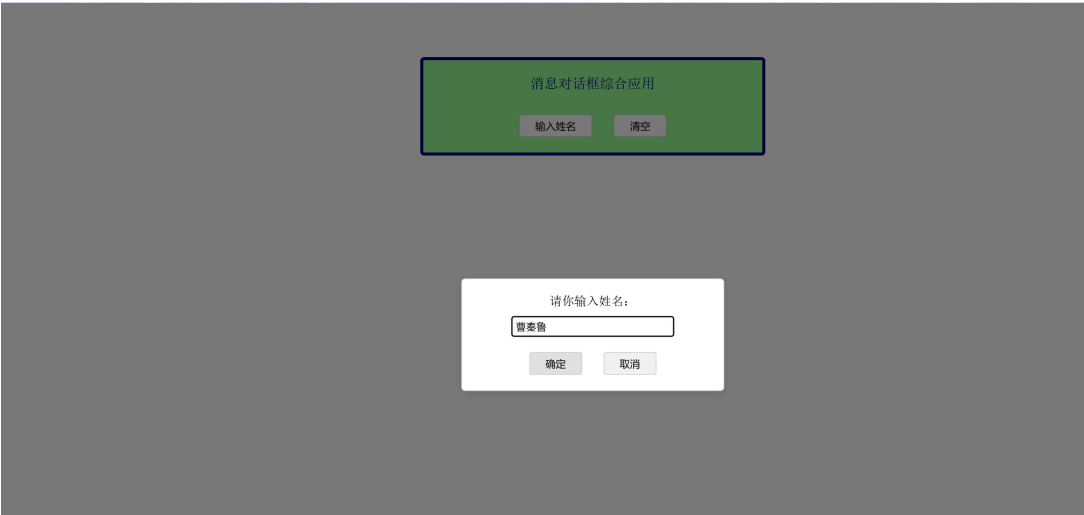 消息对话框综合应用
输入姓名 清空
请你输入姓名：
曹秦鲁
确定 取消